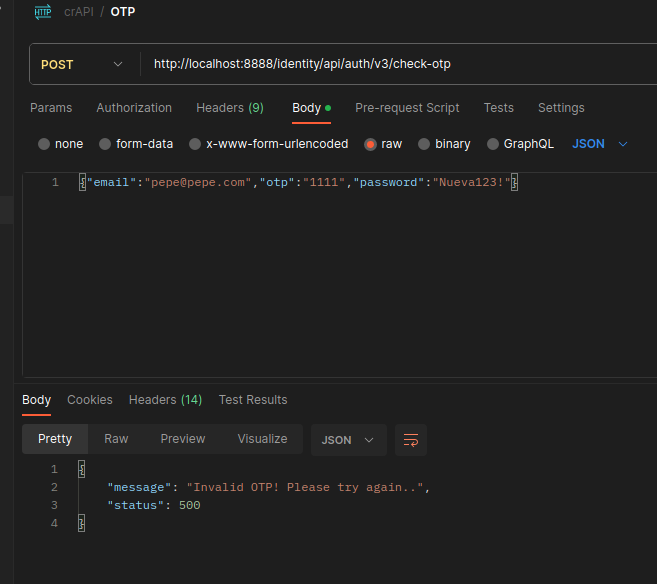 HTTP crAPI / OTP
POST http://localhost:8888/identity/api/auth/v3/check-otp
Params Authorization Headers (9) Body Pre-request Script Tests Settings
none form-data x-www-form-urlencoded raw binary GraphQL JSON
1 {"email":"pepe@pepe.com","otp":"1111","password":"Nueva123!"}
Body Cookies Headers (14) Test Results
Pretty Raw Preview Visualize JSON
1 {
2 "message": "Invalid OTP! Please try again..",
3 "status": 500
4 }